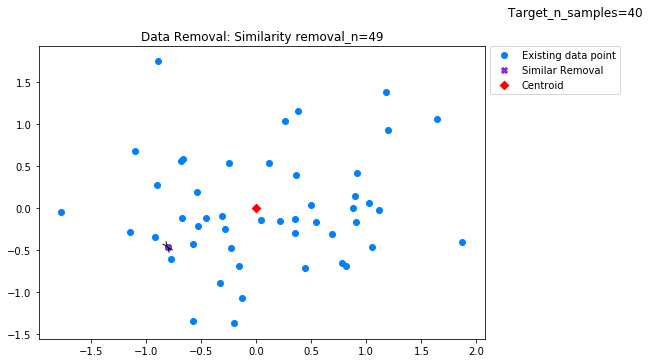 Target_n_samples=40
Data Removal: Similarity removal_n=49
Existing data point
Similar Removal
Centroid
1.5
1.0
0.5
0.0
−0.5
−1.0
−1.5
−1.5 −1.0 −0.5 0.0 0.5 1.0 1.5 2.0